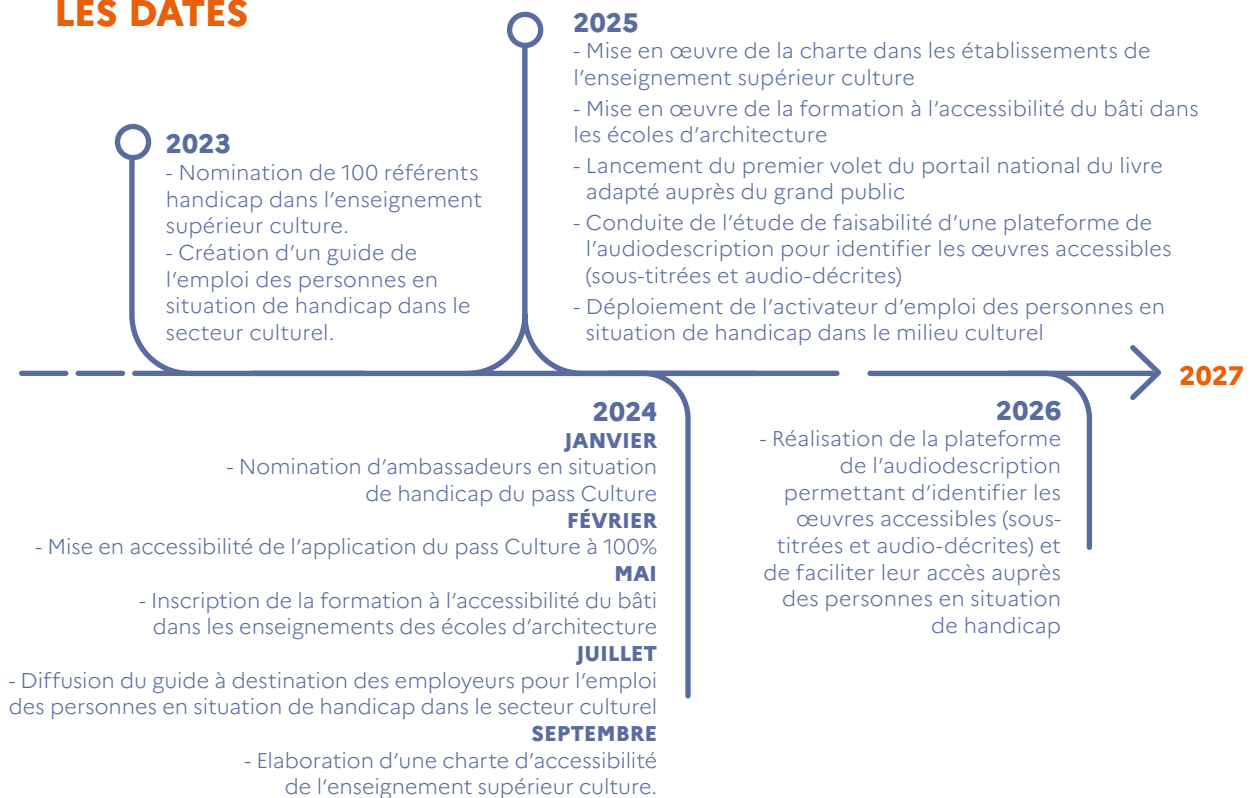 LES DATES
2023
- Nomination de 100 référents
handicap dans l'enseignement
supérieur culture.
- Création d'un guide de
l'emploi des personnes en
situation de handicap dans le
secteur culturel.
2025
- Mise en œuvre de la charte dans les établissements de
l'enseignement supérieur culture
- Mise en œuvre de la formation à l'accessibilité du bâti dans
les écoles d'architecture
- Lancement du premier volet du portail national du livre
adapté auprès du grand public
- Conduite de l'étude de faisabilité d'une plateforme de
l'audiodescription pour identifier les œuvres accessibles
(sous-titrées et audio-décrites)
- Déploiement de l'activateur d'emploi des personnes en
situation de handicap dans le milieu culturel
2027
2024
JANVIER
- Nomination d'ambassadeurs en situation
de handicap du pass Culture
FÉVRIER
- Mise en accessibilité de l'application du pass Culture à 100%
MAI
- Inscription de la formation à l'accessibilité du bâti
dans les enseignements des écoles d'architecture
JUILLET
- Diffusion du guide à destination des employeurs pour l'emploi
des personnes en situation de handicap dans le secteur culturel
SEPTEMBRE
- Elaboration d'une charte d'accessibilité
de l'enseignement supérieur culture.
2026
- Réalisation de la plateforme
de l'audiodescription
permettant d'identifier les
œuvres accessibles (sous-
titrées et audio-décrites) et
de faciliter leur accès auprès
des personnes en situation
de handicap